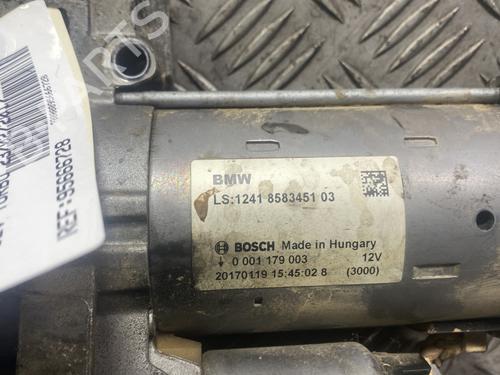 BMW
LS:1241 8583451 03
BOSCH Made in Hungary
0 001 179 003 12V
20170119 15:45:02 8 (3000)
REF:95666728